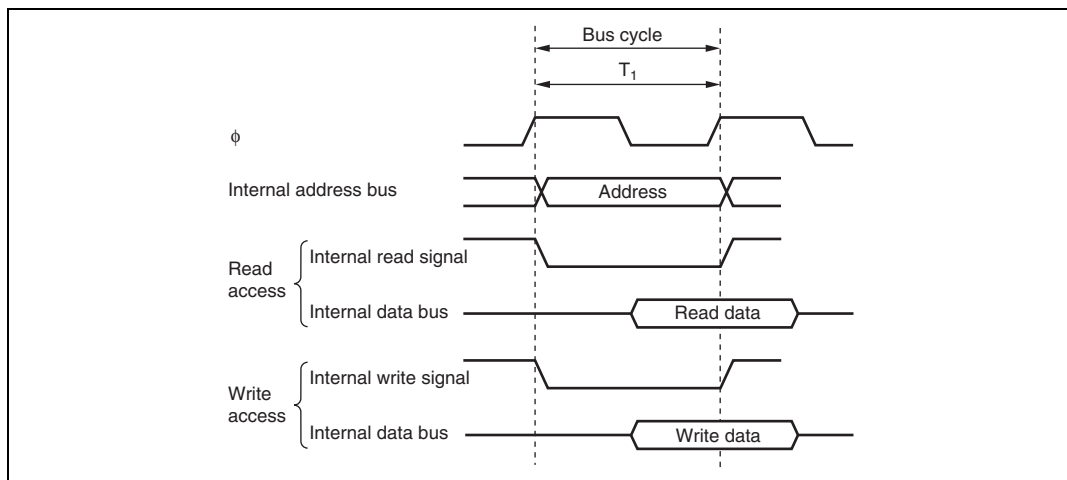 Bus cycle
T₁
ϕ
Internal address bus
Address
Read access
Internal read signal
Internal data bus
Read data
Write access
Internal write signal
Internal data bus
Write data